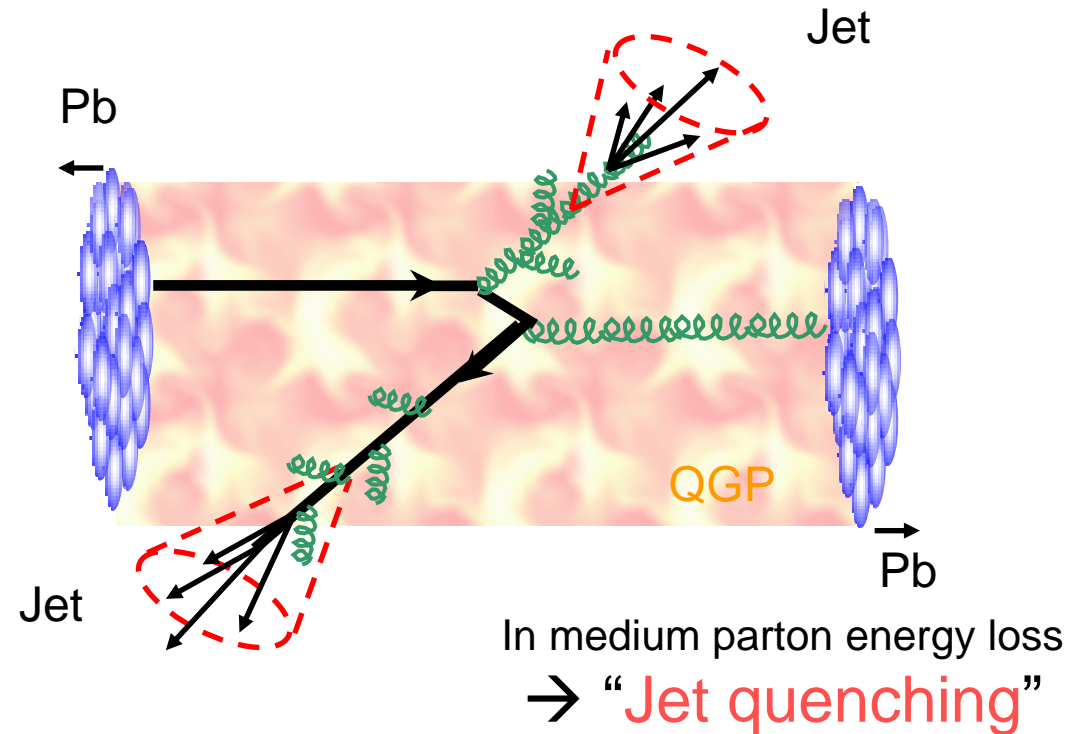 Jet
Pb
QGP
Pb
Jet
In medium parton energy loss
→ “Jet quenching”